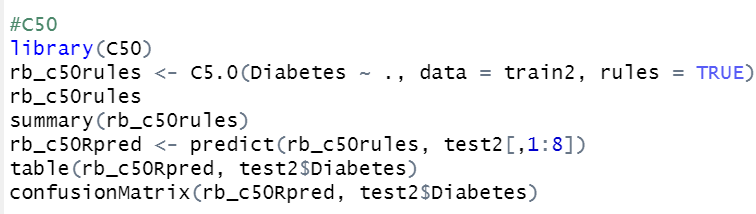 #C50
library(C50)
rb_c50rules <- C5.0(Diabetes ~ ., data = train2, rules = TRUE)
rb_c50rules
summary(rb_c50rules)
rb_c50Rpred <- predict(rb_c50rules, test2[,1:8])
table(rb_c50Rpred, test2$Diabetes)
confusionMatrix(rb_c50Rpred, test2$Diabetes)